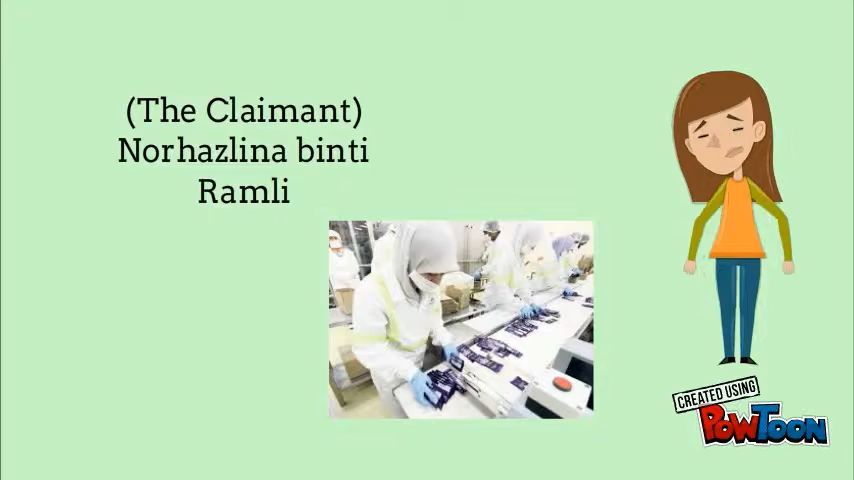 (The Claimant)
Norhazlina binti
Ramli
CREATED USING
POWTOON